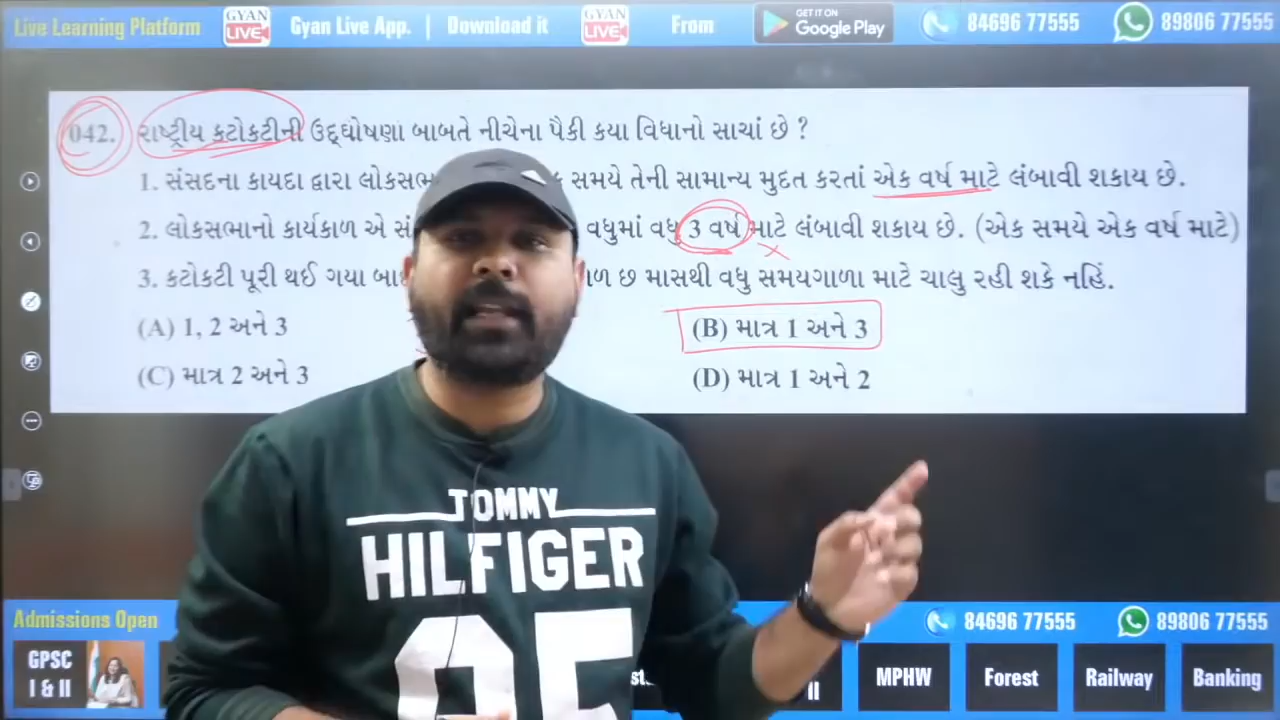 Live Learning Platform GYAN LIVE Gyan Live App. | Download it GYAN LIVE From GET IT ON Google Play 84696 77555 89806 77555
042. રાષ્ટ્રીય કટોકટીની ઉદ્‌ઘોષણા બાબતે નીચેના પૈકી કયા વિધાનો સાચાં છે ?
1. સંસદના કાયદા દ્વારા લોકસભ સમયે તેની સામાન્ય મુદત કરતાં એક વર્ષ માટે લંબાવી શકાય છે.
2. લોકસભાનો કાર્યકાળ એ સં વધુમાં વધુ 3 વર્ષ માટે લંબાવી શકાય છે. (એક સમયે એક વર્ષ માટે)
3. કટોકટી પૂરી થઈ ગયા બા ળ છ માસથી વધુ સમયગાળા માટે ચાલુ રહી શકે નહિં.
(A) 1, 2 અને 3 (B) માત્ર 1 અને 3
(C) માત્ર 2 અને 3 (D) માત્ર 1 અને 2
TOMMY
HILFIGER
Admissions Open 84696 77555 89806 77555
GPSC I & II II MPHW Forest Railway Banking